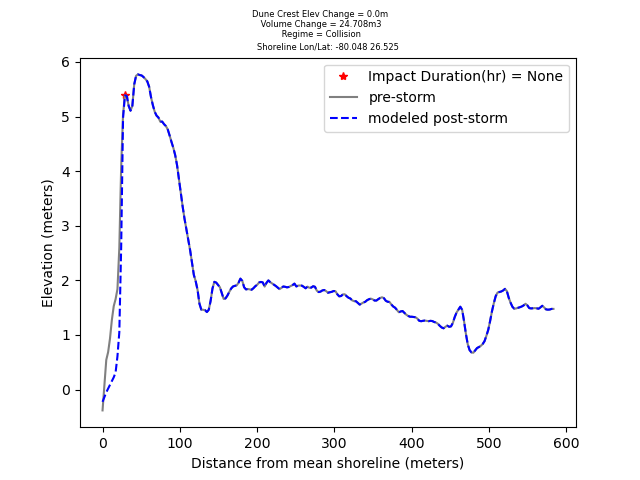 Dune Crest Elev Change = 0.0m
Volume Change = 24.708m3
Regime = Collision
Shoreline Lon/Lat: -80.048 26.525
Impact Duration(hr) = None
pre-storm
modeled post-storm
6
5
4
3
2
1
0
Elevation (meters)
0 100 200 300 400 500 600
Distance from mean shoreline (meters)